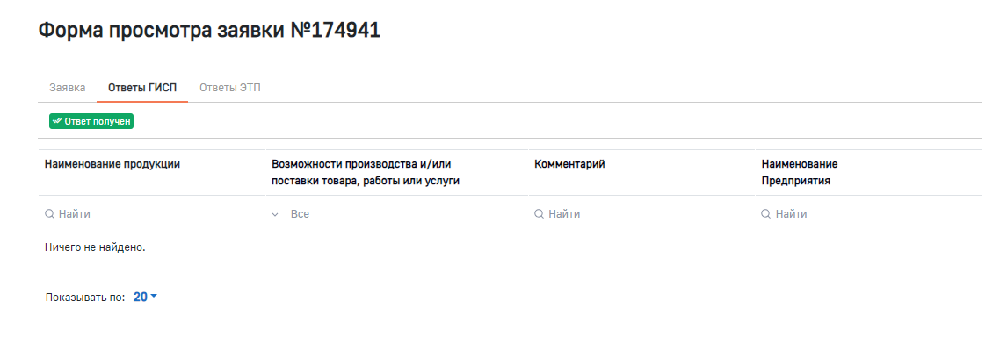 Форма просмотра заявки №174941
Заявка Ответы ГИСП Ответы ЭТП
Ответ получен
Наименование продукции Возможности производства и/или поставки товара, работы или услуги Комментарий Наименование Предприятия
Найти Все Найти Найти
Ничего не найдено.
Показывать по: 20